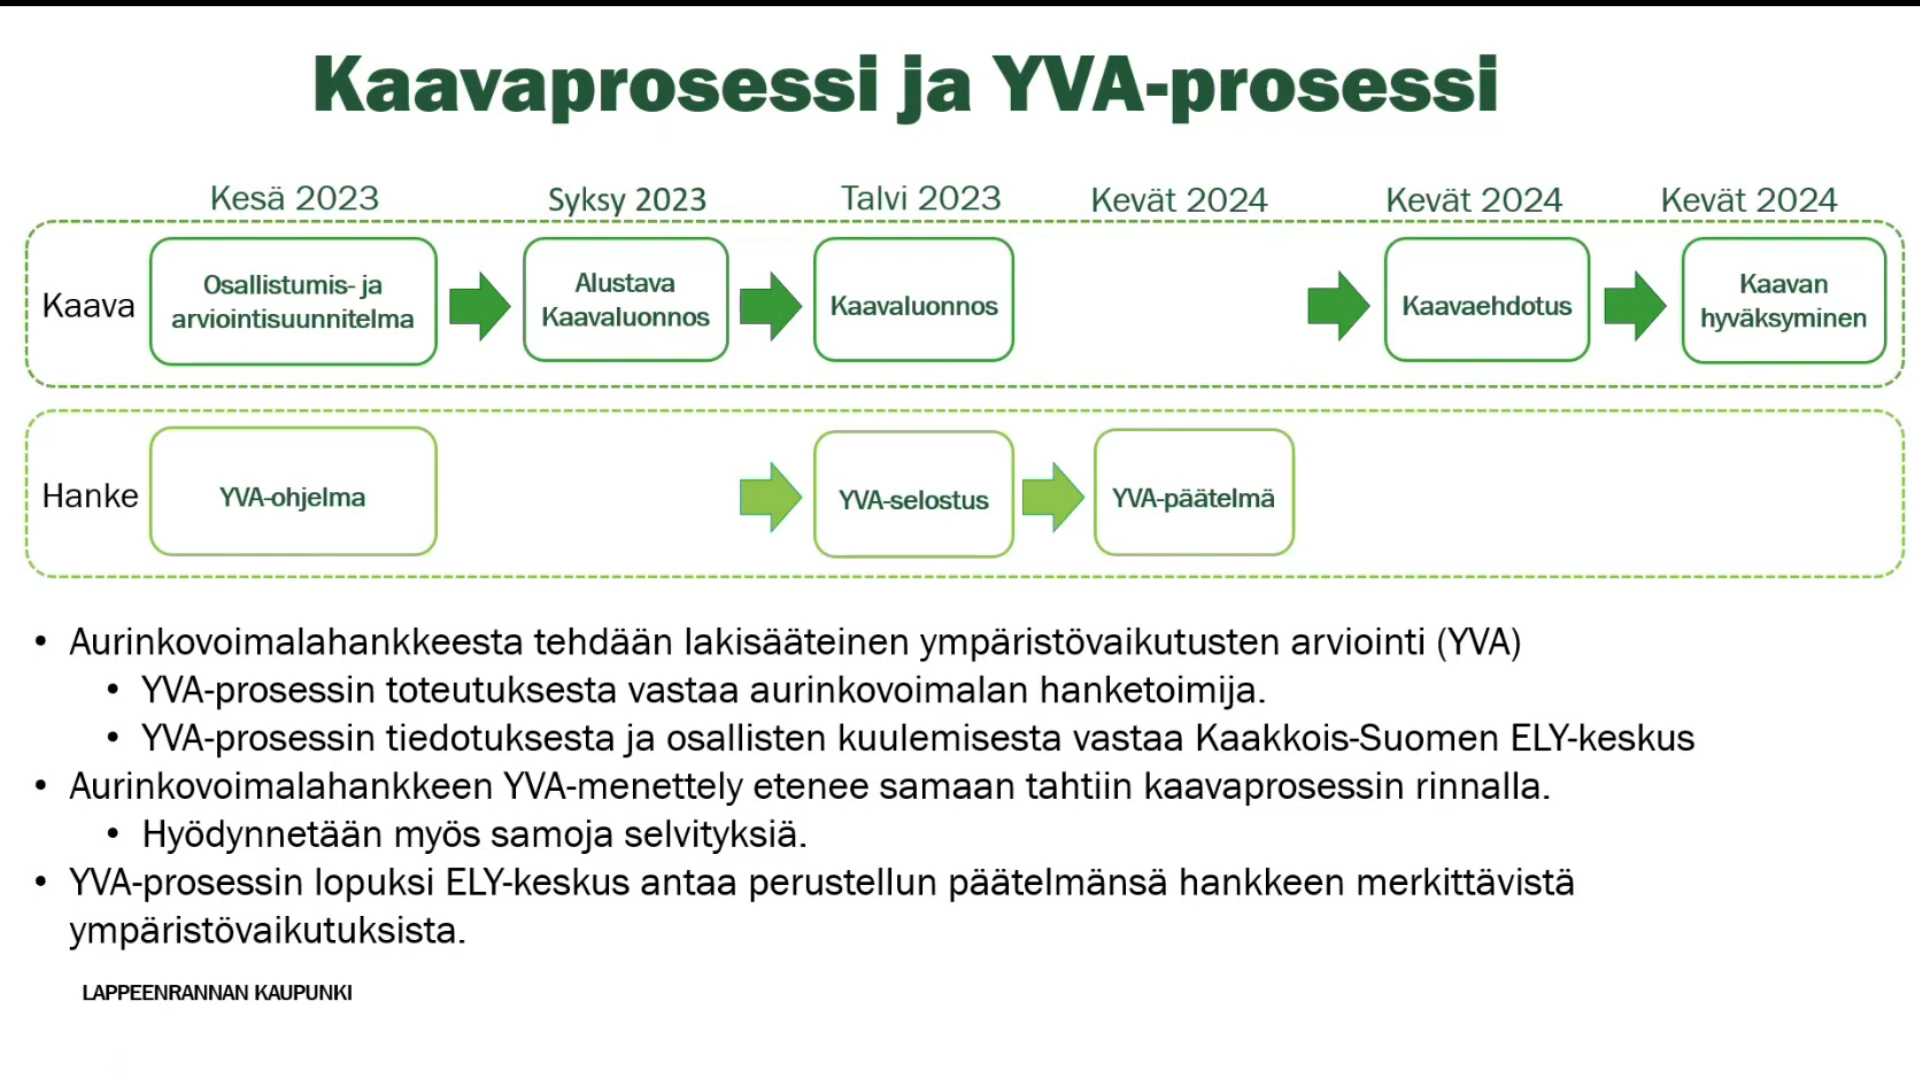 Kaavaprosessi ja YVA-prosessi
Kesä 2023
Syksy 2023
Talvi 2023
Kevät 2024
Kevät 2024
Kevät 2024
Kaava
Osallistumis- ja
arviointisuunnitelma
Alustava
Kaavaluonnos
Kaavaluonnos
Kaavaehdotus
Kaavan
hyväksyminen
Hanke
YVA-ohjelma
YVA-selostus
YVA-päätelmä
• Aurinkovoimalahankkeesta tehdään lakisääteinen ympäristövaikutusten arviointi (YVA)
• YVA-prosessin toteutuksesta vastaa aurinkovoimalan hanketoimija.
• YVA-prosessin tiedotuksesta ja osallisten kuulemisesta vastaa Kaakkois-Suomen ELY-keskus
• Aurinkovoimalahankkeen YVA-menettely etenee samaan tahtiin kaavaprosessin rinnalla.
• Hyödynnetään myös samoja selvityksiä.
• YVA-prosessin lopuksi ELY-keskus antaa perustellun päätelmänsä hankkeen merkittävistä
ympäristövaikutuksista.
LAPPEENRANNAN KAUPUNKI